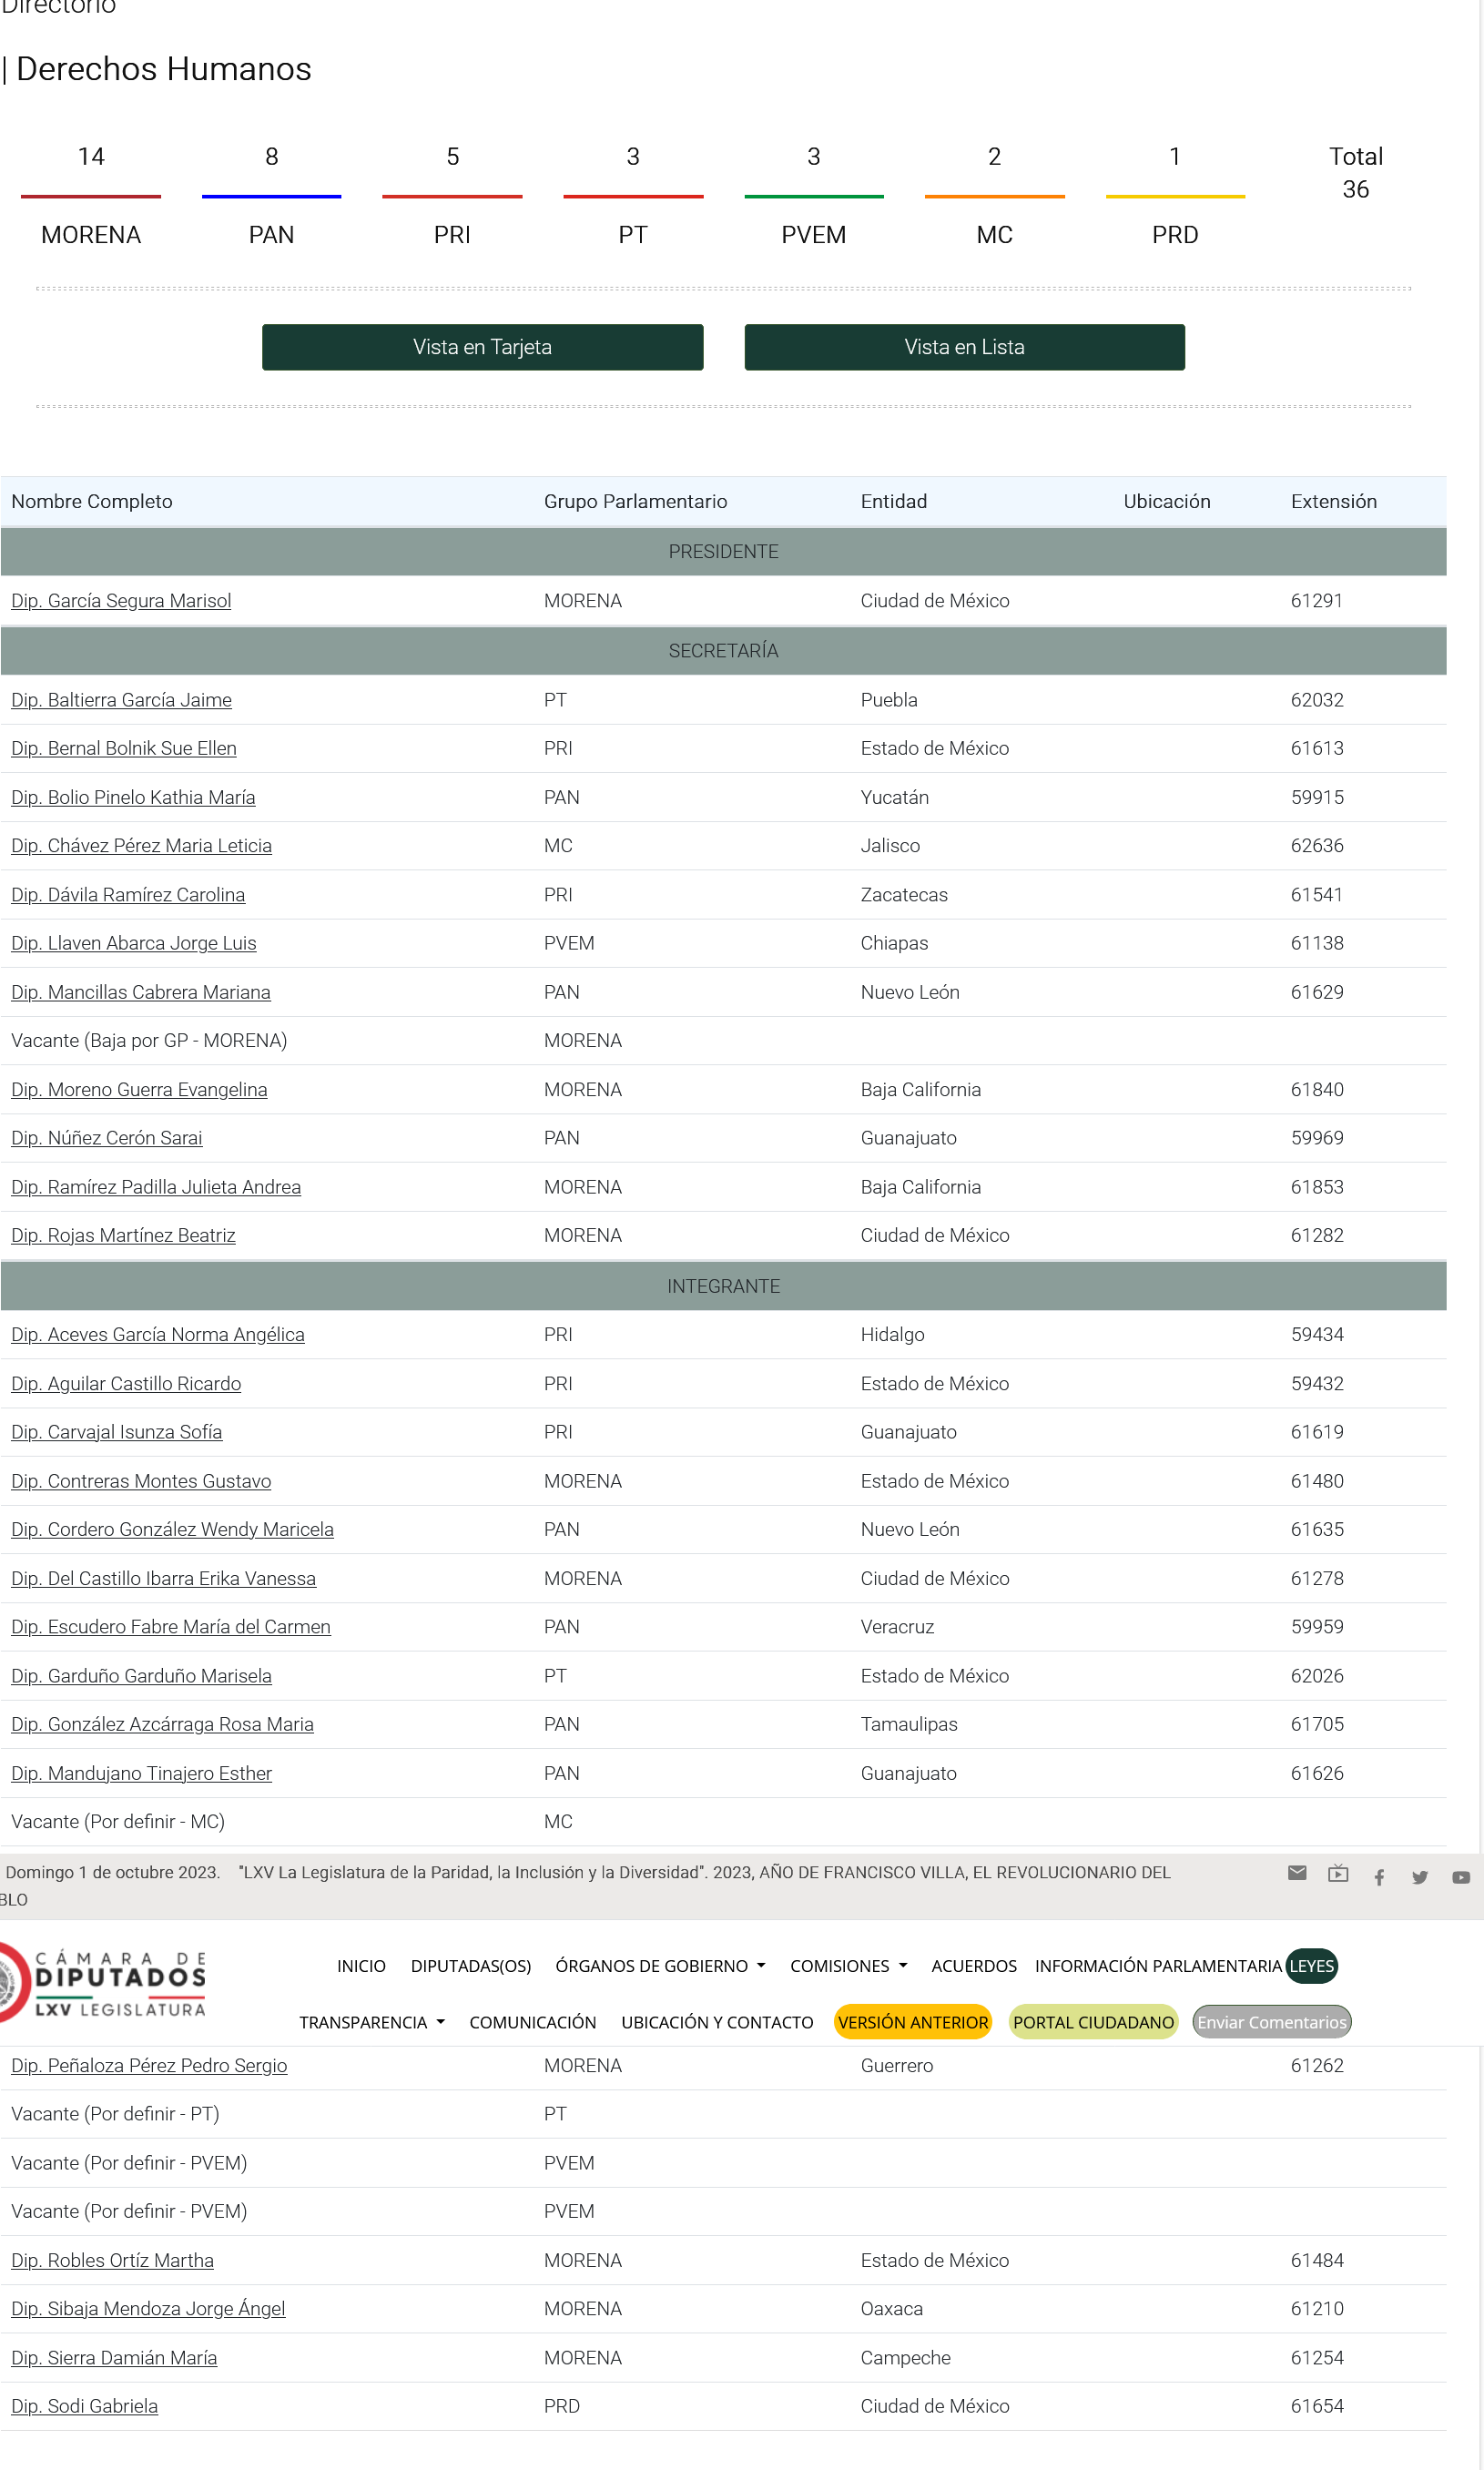 Directorio
| Derechos Humanos
14 8 5 3 3 2 1 Total
36
MORENA PAN PRI PT PVEM MC PRD
Vista en Tarjeta Vista en Lista
Nombre Completo Grupo Parlamentario Entidad Ubicación Extensión
PRESIDENTE
Dip. García Segura Marisol MORENA Ciudad de México 61291
SECRETARÍA
Dip. Baltierra García Jaime PT Puebla 62032
Dip. Bernal Bolnik Sue Ellen PRI Estado de México 61613
Dip. Bolio Pinelo Kathia María PAN Yucatán 59915
Dip. Chávez Pérez Maria Leticia MC Jalisco 62636
Dip. Dávila Ramírez Carolina PRI Zacatecas 61541
Dip. Llaven Abarca Jorge Luis PVEM Chiapas 61138
Dip. Mancillas Cabrera Mariana PAN Nuevo León 61629
Vacante (Baja por GP - MORENA) MORENA
Dip. Moreno Guerra Evangelina MORENA Baja California 61840
Dip. Núñez Cerón Sarai PAN Guanajuato 59969
Dip. Ramírez Padilla Julieta Andrea MORENA Baja California 61853
Dip. Rojas Martínez Beatriz MORENA Ciudad de México 61282
INTEGRANTE
Dip. Aceves García Norma Angélica PRI Hidalgo 59434
Dip. Aguilar Castillo Ricardo PRI Estado de México 59432
Dip. Carvajal Isunza Sofía PRI Guanajuato 61619
Dip. Contreras Montes Gustavo MORENA Estado de México 61480
Dip. Cordero González Wendy Maricela PAN Nuevo León 61635
Dip. Del Castillo Ibarra Erika Vanessa MORENA Ciudad de México 61278
Dip. Escudero Fabre María del Carmen PAN Veracruz 59959
Dip. Garduño Garduño Marisela PT Estado de México 62026
Dip. González Azcárraga Rosa Maria PAN Tamaulipas 61705
Dip. Mandujano Tinajero Esther PAN Guanajuato 61626
Vacante (Por definir - MC) MC
Domingo 1 de octubre 2023. "LXV La Legislatura de la Paridad, la Inclusión y la Diversidad". 2023, AÑO DE FRANCISCO VILLA, EL REVOLUCIONARIO DEL
BLO
CÁMARA DE
DIPUTADOS
LXV LEGISLATURA
INICIO DIPUTADAS(OS) ÓRGANOS DE GOBIERNO COMISIONES ACUERDOS INFORMACIÓN PARLAMENTARIA LEYES
TRANSPARENCIA COMUNICACIÓN UBICACIÓN Y CONTACTO VERSIÓN ANTERIOR PORTAL CIUDADANO Enviar Comentarios
Dip. Peñaloza Pérez Pedro Sergio MORENA Guerrero 61262
Vacante (Por definir - PT) PT
Vacante (Por definir - PVEM) PVEM
Vacante (Por definir - PVEM) PVEM
Dip. Robles Ortíz Martha MORENA Estado de México 61484
Dip. Sibaja Mendoza Jorge Ángel MORENA Oaxaca 61210
Dip. Sierra Damián María MORENA Campeche 61254
Dip. Sodi Gabriela PRD Ciudad de México 61654